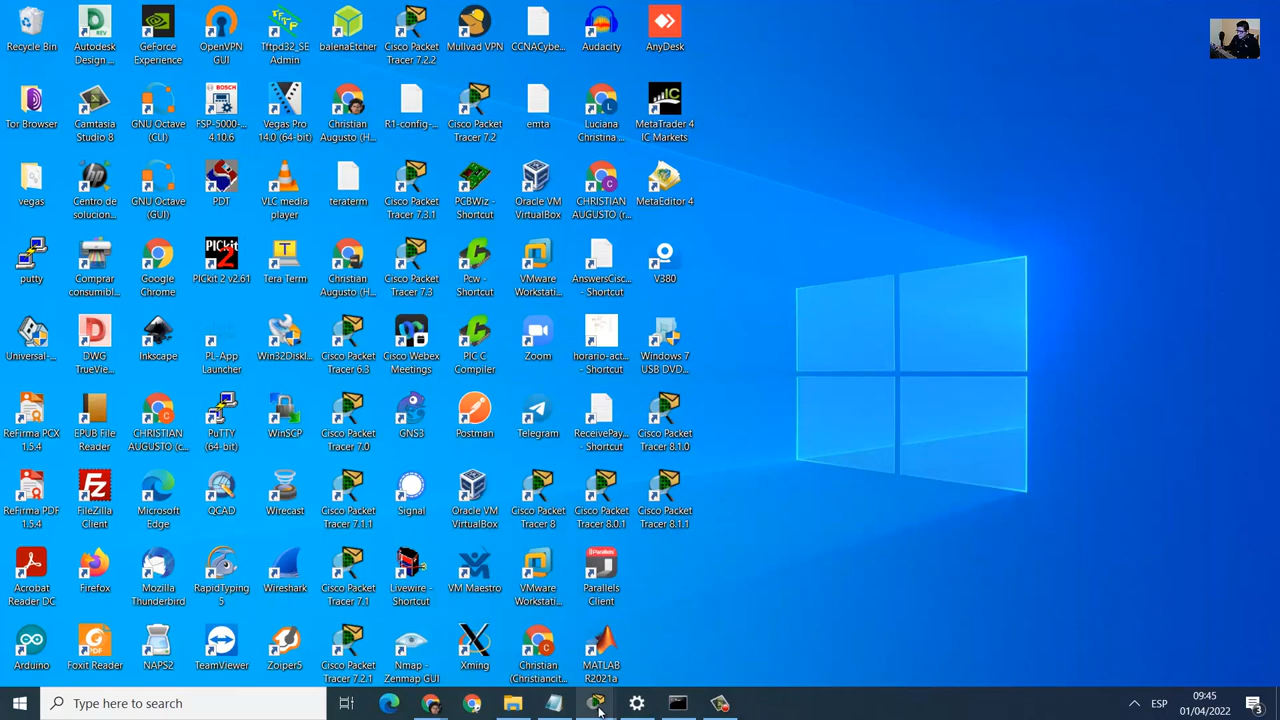 Recycle Bin
Autodesk
Design ...
GeForce
Experience
OpenVPN
GUI
Tftpd32_SE
Admin
balenaEtcher
Cisco Packet
Tracer 7.2.2
Mullvad VPN
CCNACybe...
Audacity
AnyDesk
Tor Browser
Camtasia
Studio 8
GNU Octave
(CLI)
BOSCH
FSP-5000-...
4.10.6
Vegas Pro
14.0 (64-bit)
Christian
Augusto (H...
R1-config-...
Cisco Packet
Tracer 7.2
emta
L
Luciana
Christina ...
IC
MetaTrader 4
IC Markets
vegas
Centro de
solucion...
GNU Octave
(GUI)
PDT
VLC media
player
teraterm
Cisco Packet
Tracer 7.3.1
PCBWiz -
Shortcut
Oracle VM
VirtualBox
C
CHRISTIAN
AUGUSTO (r...
MetaEditor 4
putty
Comprar
consumibl...
Google
Chrome
PICkit
2
PICkit 2 v2.61
Tera Term
Christian
Augusto (H...
Cisco Packet
Tracer 7.3
Pcw -
Shortcut
VMware
Workstati...
AnswersCisc...
- Shortcut
V380
Universal-...
DWG
TrueVie...
Inkscape
PL-App
Launcher
Win32DiskI...
Cisco Packet
Tracer 6.3
Cisco Webex
Meetings
PIC C
Compiler
Zoom
horario-act...
- Shortcut
Windows 7
USB DVD...
ReFirma PCX
1.5.4
EPUB File
Reader
C
CHRISTIAN
AUGUSTO (c...
PuTTY
(64-bit)
WinSCP
Cisco Packet
Tracer 7.0
GNS3
Postman
Telegram
ReceivePay...
- Shortcut
Cisco Packet
Tracer 8.1.0
ReFirma PDF
1.5.4
FileZilla
Client
Microsoft
Edge
QCAD
Wirecast
Cisco Packet
Tracer 7.1.1
Signal
Oracle VM
VirtualBox
Cisco Packet
Tracer 8
Cisco Packet
Tracer 8.0.1
Cisco Packet
Tracer 8.1.1
Acrobat
Reader DC
Firefox
Mozilla
Thunderbird
RapidTyping
5
Wireshark
Cisco Packet
Tracer 7.1
Livewire -
Shortcut
VM Maestro
VMware
Workstati...
Parallels
Parallels
Client
Arduino
Foxit Reader
NAPS2
TeamViewer
Zoiper5
Cisco Packet
Tracer 7.2.1
Nmap -
Zenmap GUI
Xming
C
Christian
(Christiancit...
MATLAB
R2021a
Type here to search
ESP
09:45
01/04/2022
3